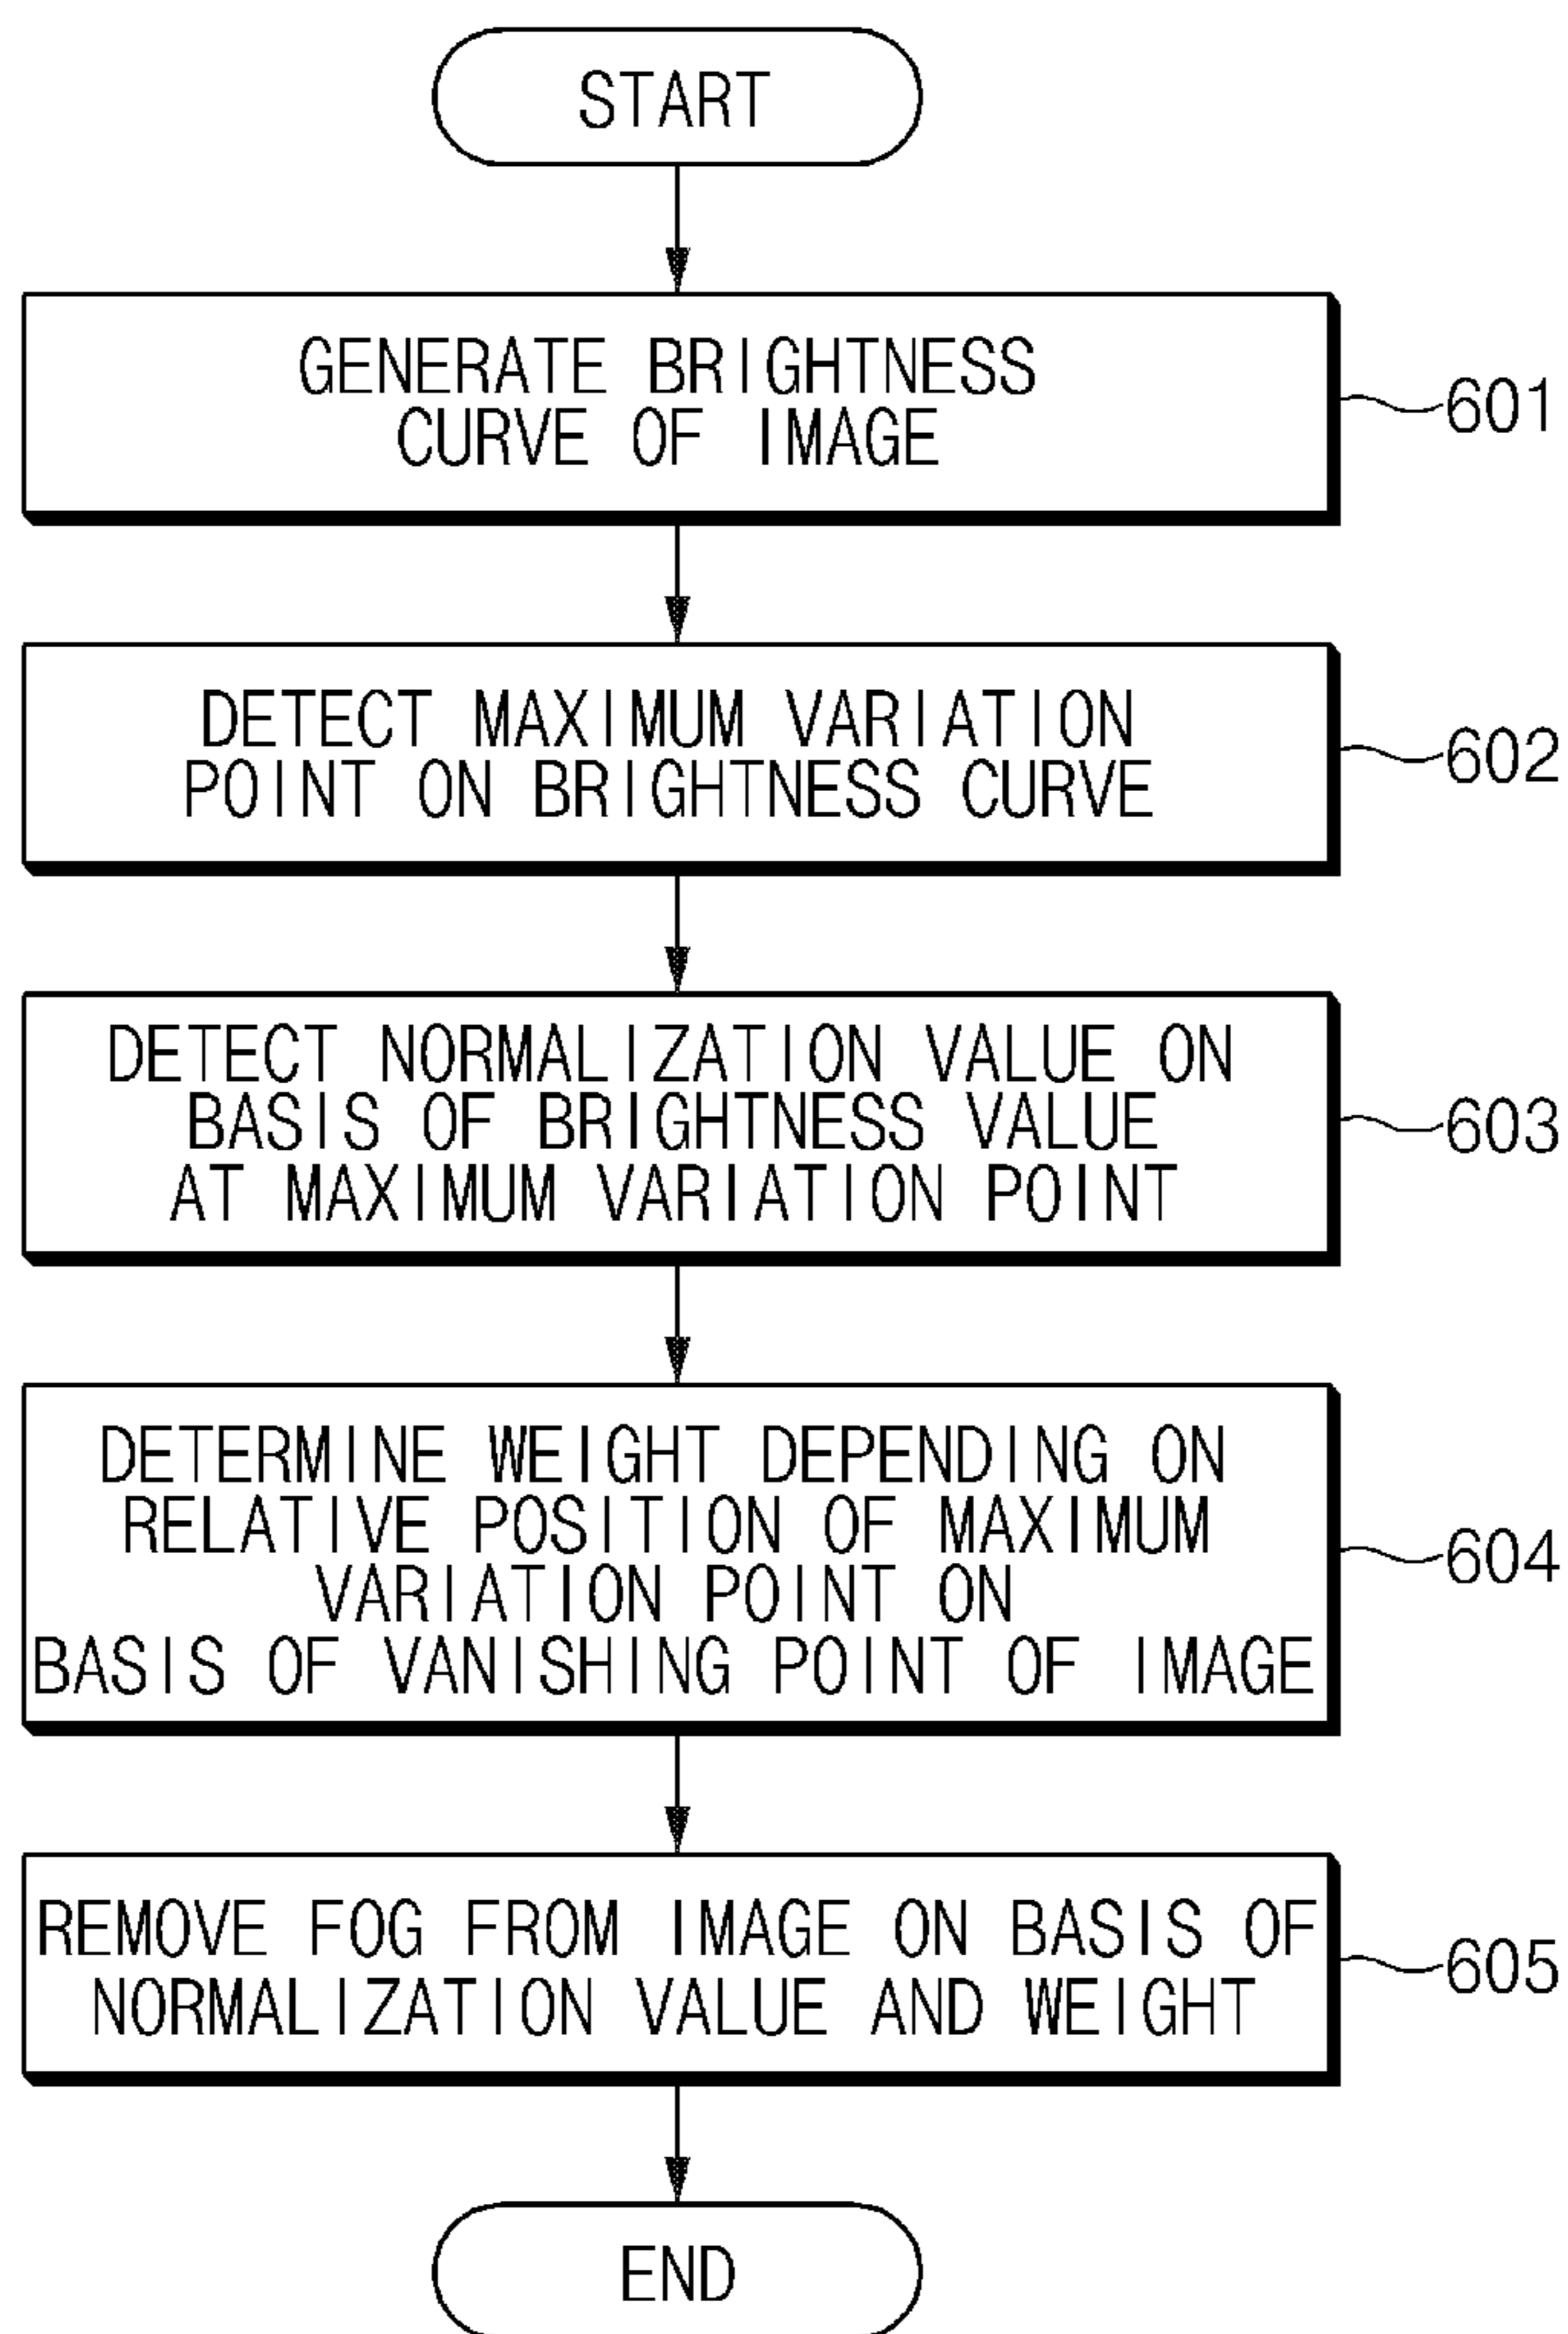 START
GENERATE BRIGHTNESS
CURVE OF IMAGE
601
DETECT MAXIMUM VARIATION
POINT ON BRIGHTNESS CURVE
602
DETECT NORMALIZATION VALUE ON
BASIS OF BRIGHTNESS VALUE
AT MAXIMUM VARIATION POINT
603
DETERMINE WEIGHT DEPENDING ON
RELATIVE POSITION OF MAXIMUM
VARIATION POINT ON
BASIS OF VANISHING POINT OF IMAGE
604
REMOVE FOG FROM IMAGE ON BASIS OF
NORMALIZATION VALUE AND WEIGHT
605
END